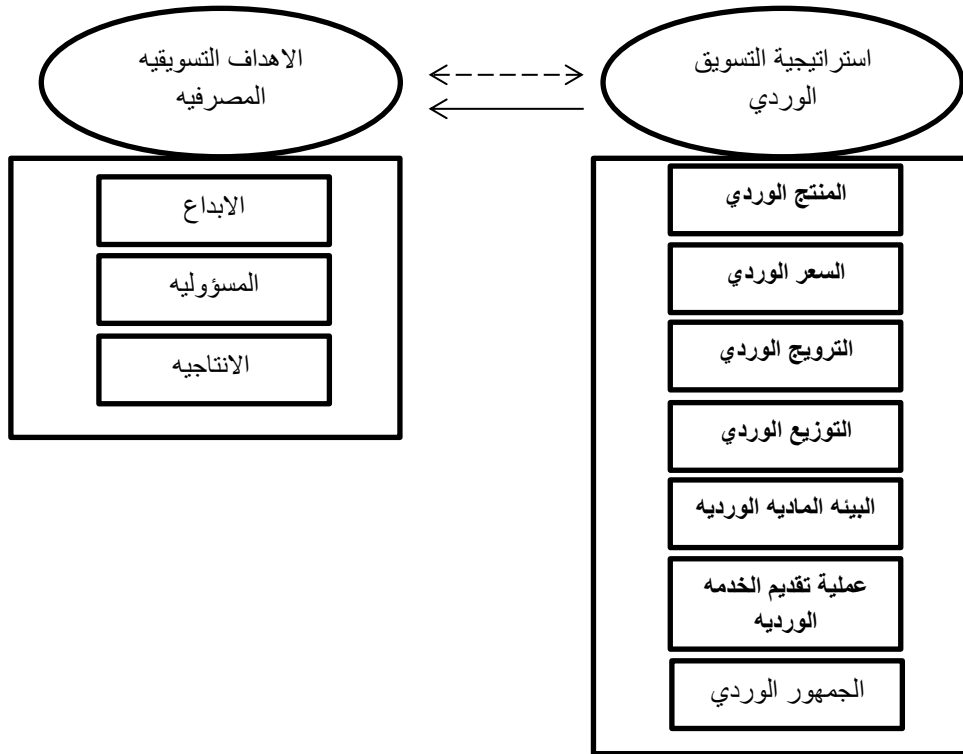 استراتيجية التسويق
الوردي
المنتج الوردي
السعر الوردي
الترويج الوردي
التوزيع الوردي
البيئه الماديه الورديه
عملية تقديم الخدمه
الورديه
الجمهور الوردي
الاهداف التسويقيه
المصرفيه
الابداع
المسؤوليه
الانتاجيه